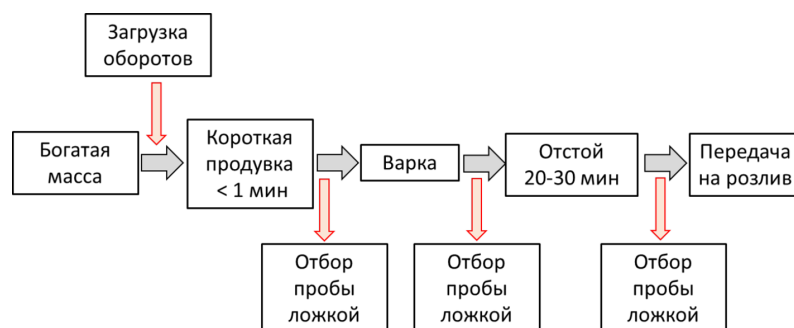 Загрузка
оборотов
Богатая
масса
Короткая
продувка
< 1 мин
Варка
Отстой
20-30 мин
Передача
на розлив
Отбор
пробы
ложкой
Отбор
пробы
ложкой
Отбор
пробы
ложкой